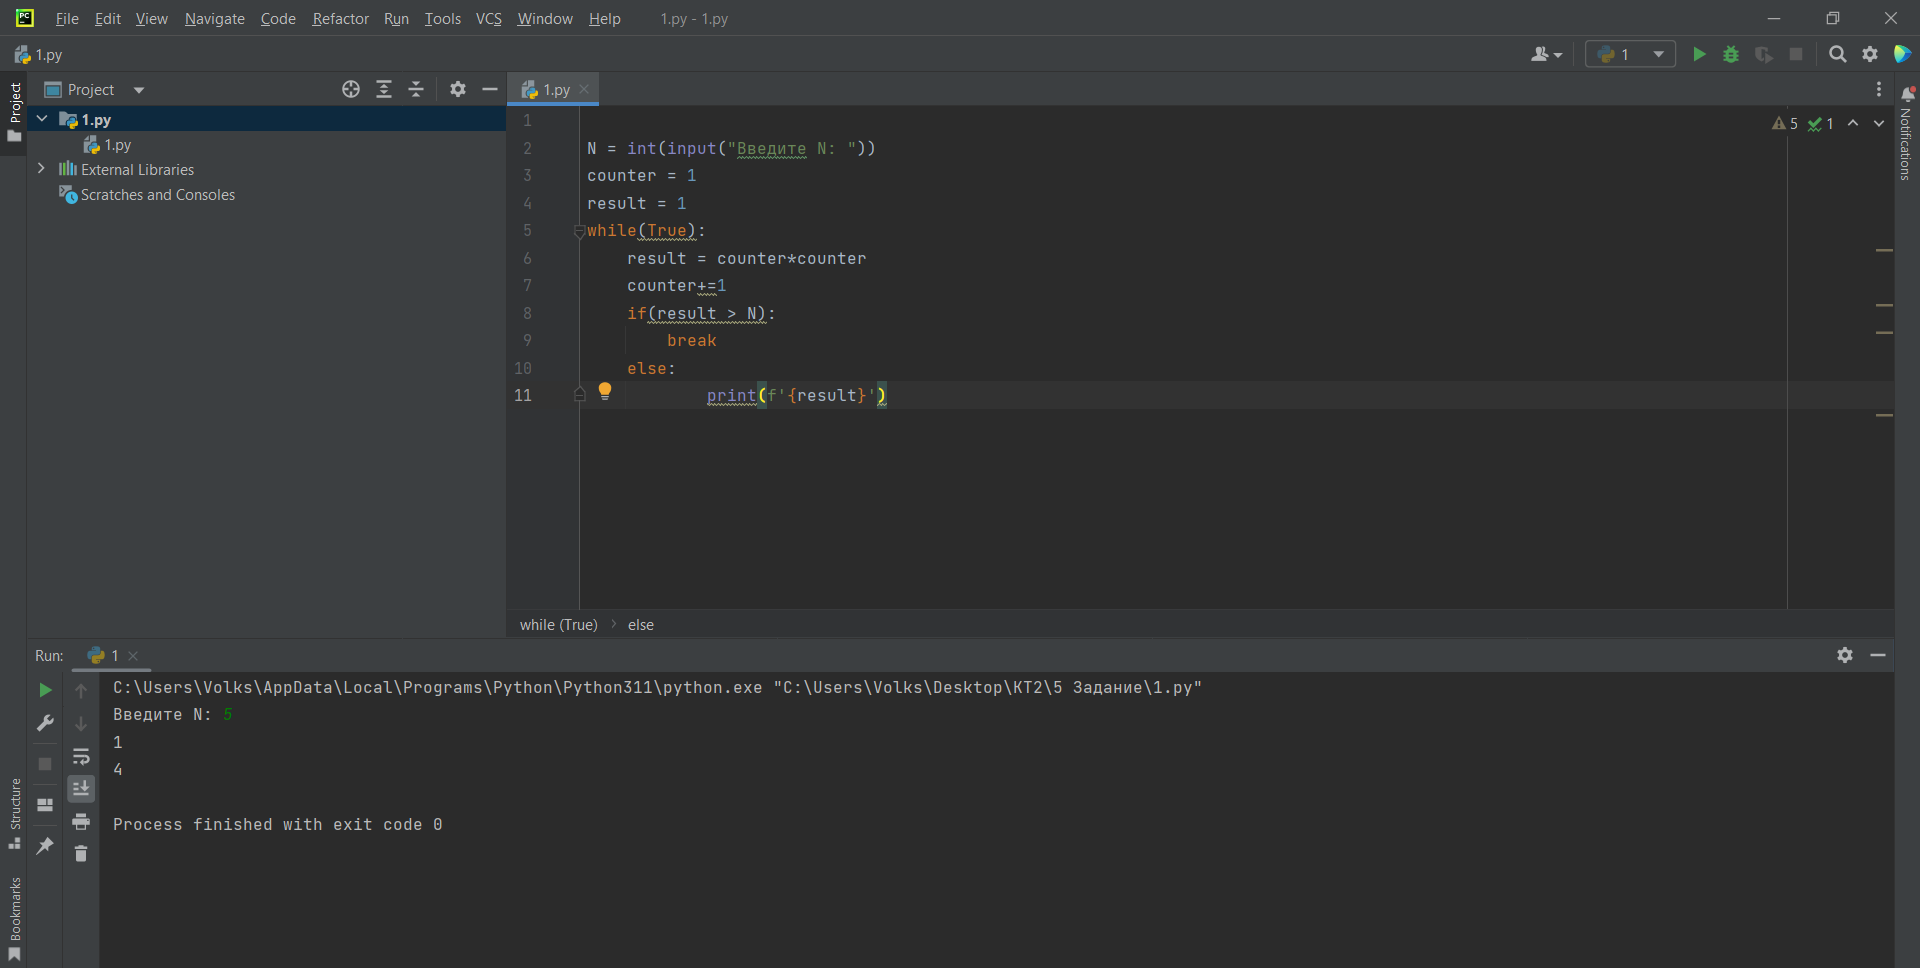 File Edit View Navigate Code Refactor Run Tools VCS Window Help 1.py - 1.py
1.py
1
Project
Project
1.py
1.py
External Libraries
Scratches and Consoles
1.py
5 1
Notifications
1
2 N = int(input("Введите N: "))
3 counter = 1
4 result = 1
5 while(True):
6 result = counter*counter
7 counter+=1
8 if(result > N):
9 break
10 else:
11 print(f'{result}')
while (True) › else
Run: 1
C:\Users\Volks\AppData\Local\Programs\Python\Python311\python.exe "C:\Users\Volks\Desktop\КТ2\5 Задание\1.py"
Введите N: 5
1
4
Process finished with exit code 0
Structure
Bookmarks